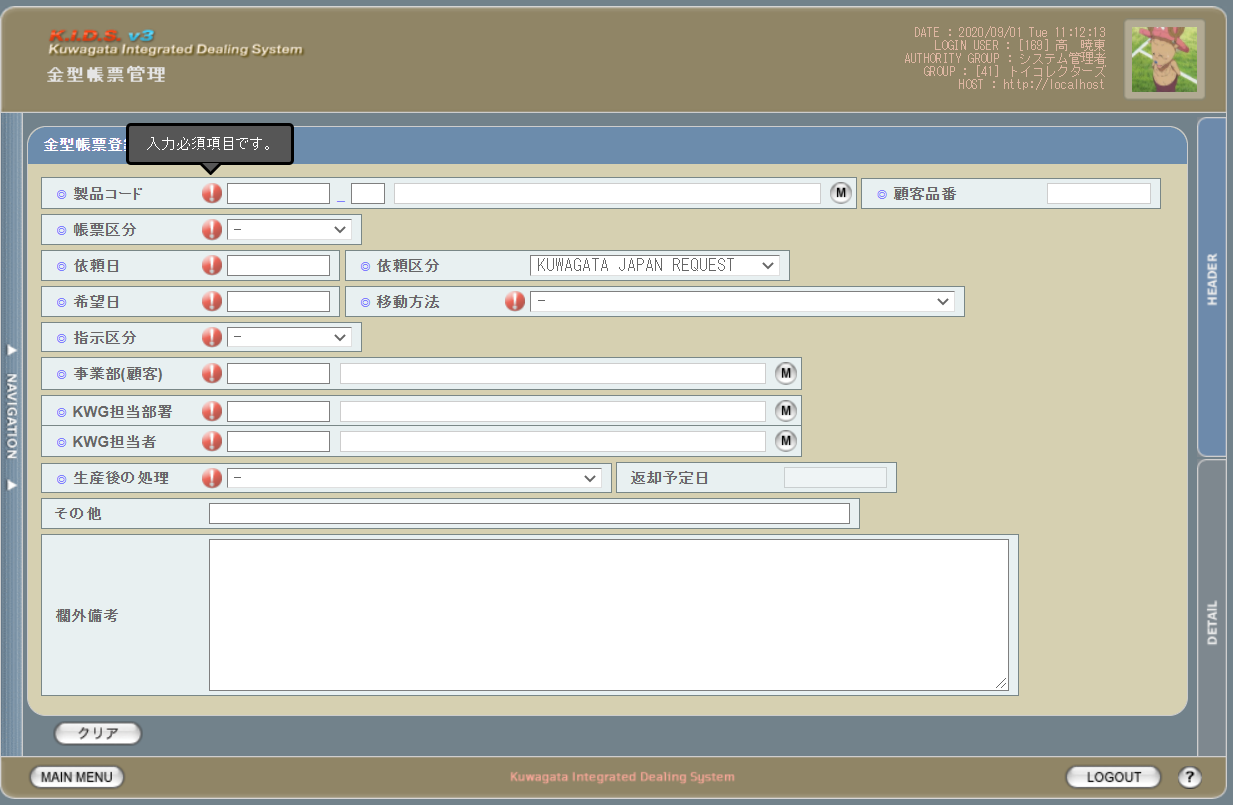 K.I.D.S. v3
Kuwagata Integrated Dealing System
金型帳票管理
DATE : 2020/09/01 Tue 11:12:13
LOGIN USER : [169] 高　暁東
AUTHORITY GROUP : システム管理者
GROUP : [41] トイコレクターズ
HOST : http://localhost
金型帳票登
入力必須項目です。
製品コード _ M 顧客品番
帳票区分 −
依頼日 依頼区分 KUWAGATA JAPAN REQUEST
希望日 移動方法 −
指示区分 −
事業部(顧客) M
KWG担当部署 M
KWG担当者 M
生産後の処理 − 返却予定日
その他
欄外備考
NAVIGATION
HEADER
DETAIL
クリア
MAIN MENU Kuwagata Integrated Dealing System LOGOUT ?